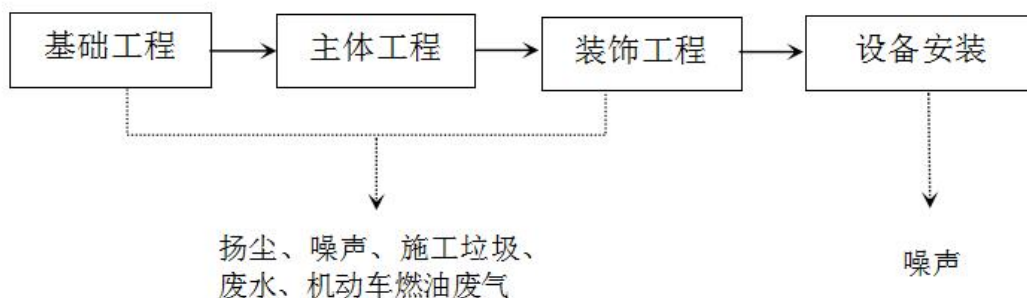 基础工程
主体工程
装饰工程
设备安装
扬尘、噪声、施工垃圾、
废水、机动车燃油废气
噪声